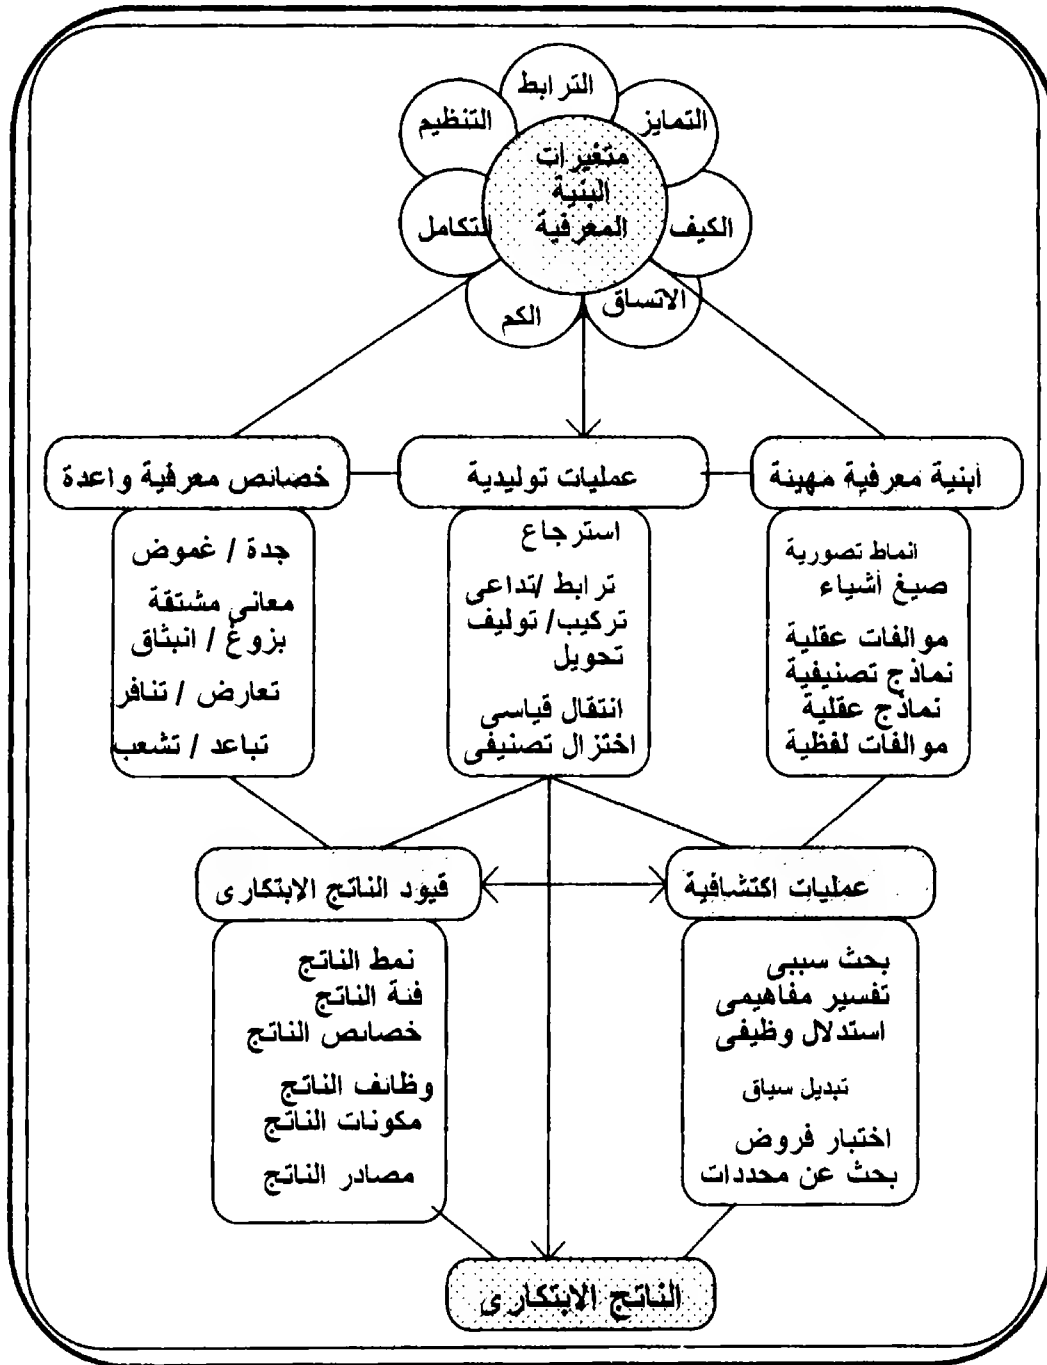 الترابط
التمايز
التنظيم
متغيرات
البنية
المعرفية
الكيف
التكامل
الاتساق
الكم
أبنية معرفية مهيئة
عمليات توليدية
خصائص معرفية واعدة
انماط تصورية
صيغ أشياء
موالفات عقلية
نماذج تصنيفية
نماذج عقلية
موالفات لفظية
استرجاع
ترابط /تداعى
تركيب/ توليف
تحويل
انتقال قياسى
اختزال تصنيفى
جدة / غموض
معانى مشتقة
بزوغ / انبثاق
تعارض / تنافر
تباعد / تشعب
عمليات اكتشافية
قيود الناتج الابتكارى
بحث سببى
تفسير مفاهيمى
استدلال وظيفى
تبديل سياق
اختبار فروض
بحث عن محددات
نمط الناتج
فئة الناتج
خصائص الناتج
وظائف الناتج
مكونات الناتج
مصادر الناتج
الناتج الابتكارى